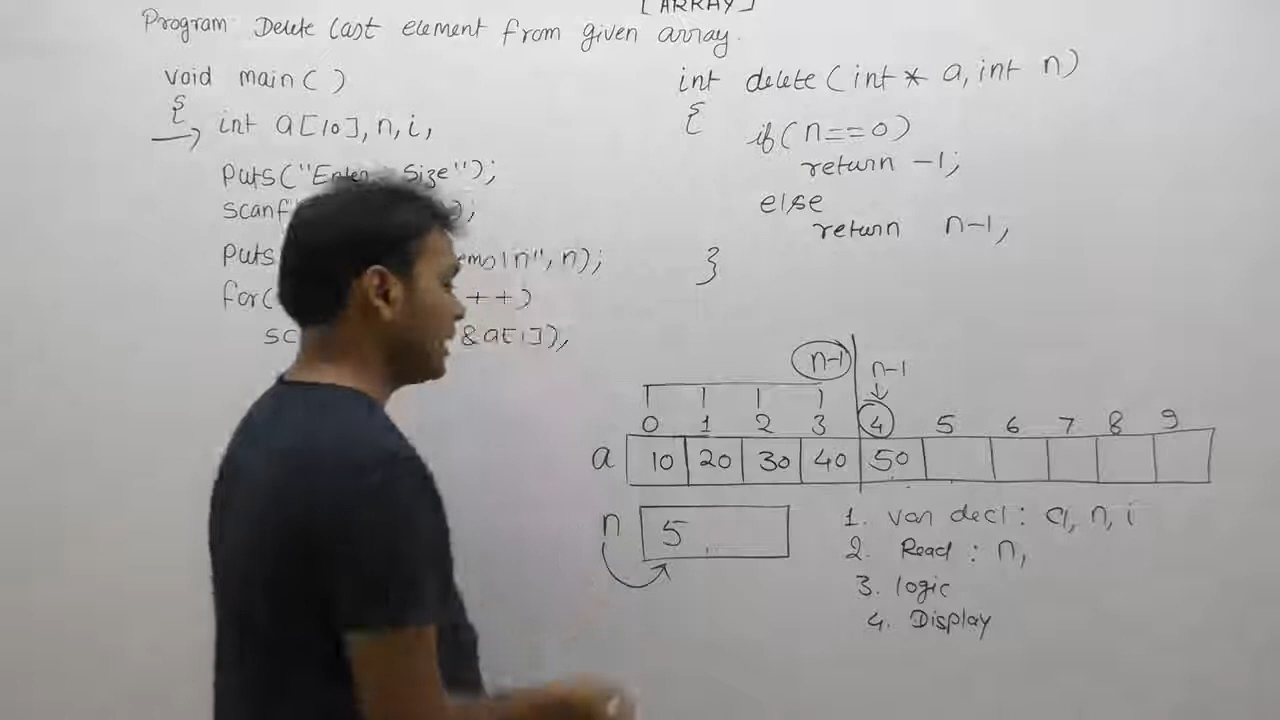 [ARRAY]
Program Delete last element from given array.
void main( )
{ int a[10], n, i,
puts("Enter Size");
scanf );
puts ems\n", n);
for( ++)
sc &a[i]),
int delete(int * a, int n)
{
if(n==0)
return -1;
else
return n-1,
}
n-1 n-1
0 1 2 3 4 5 6 7 8 9
a 10 20 30 40 50
n 5
1. var decl: a, n, i
2. Read : n,
3. logic
4. Display